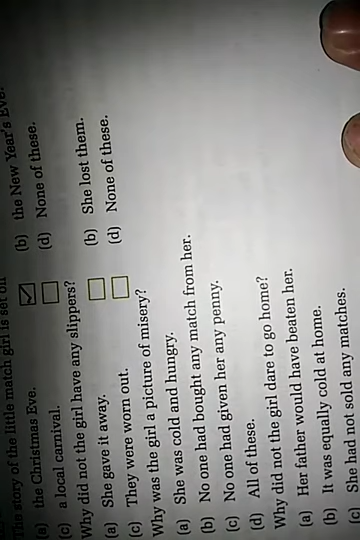 The story of the little match girl is set on
(a) the Christmas Eve. (b) the New Year's Eve.
(c) a local carnival. (d) None of these.
Why did not the girl have any slippers?
(a) She gave it away. (b) She lost them.
(c) They were worn out. (d) None of these.
Why was the girl a picture of misery?
(a) She was cold and hungry.
(b) No one had bought any match from her.
(c) No one had given her any penny.
(d) All of these.
Why did not the girl dare to go home?
(a) Her father would have beaten her.
(b) It was equally cold at home.
(c) She had not sold any matches.